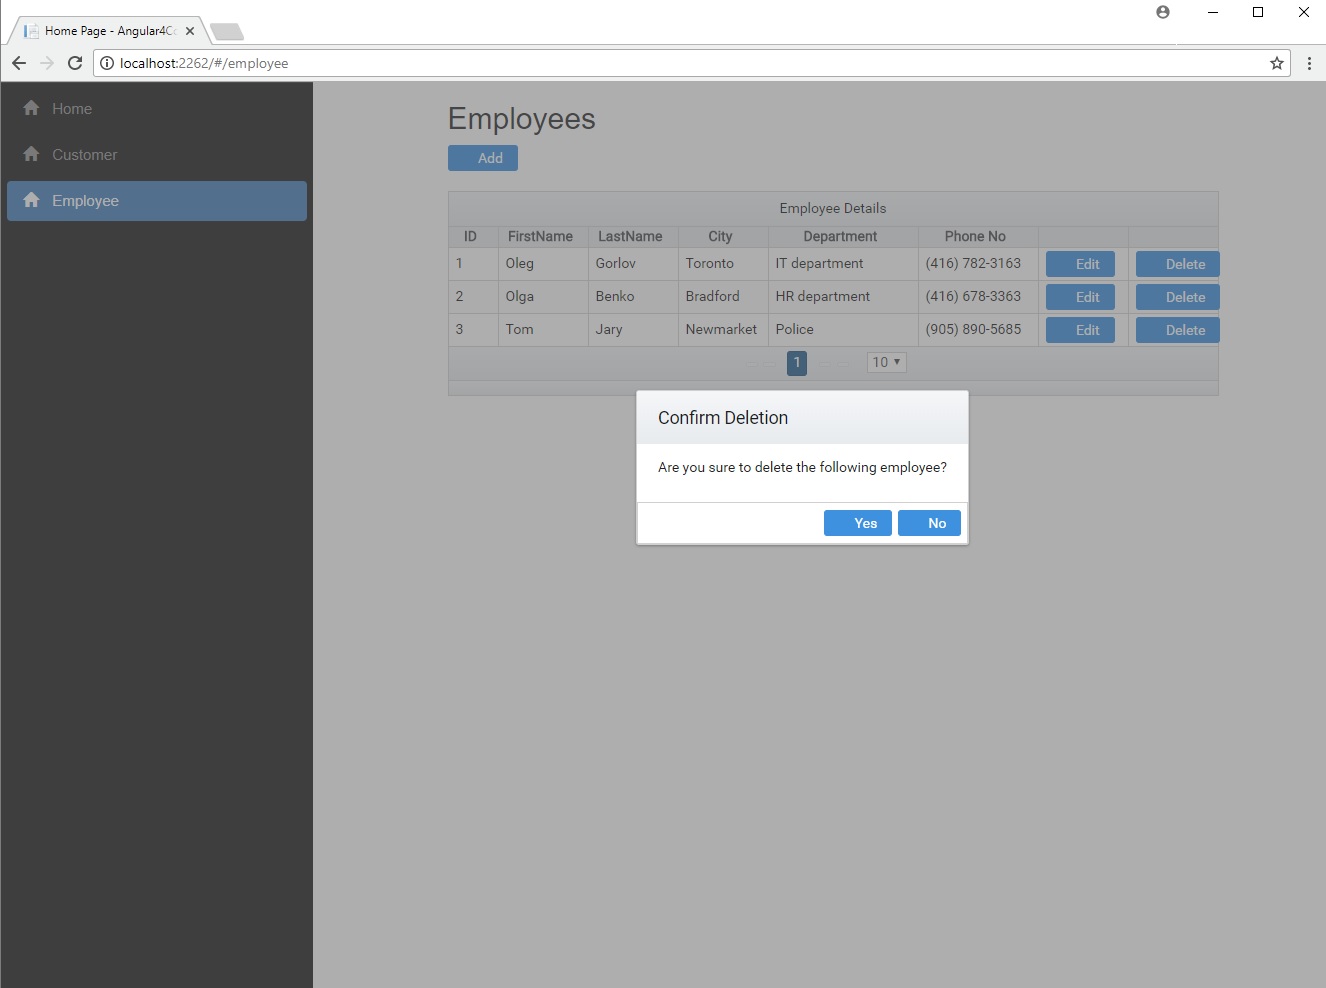 Home Page - Angular4Co
localhost:2262/#/employee
Home
Customer
Employee
Employees
Add
Employee Details
ID FirstName LastName City Department Phone No
1 Oleg Gorlov Toronto IT department (416) 782-3163 Edit Delete
2 Olga Benko Bradford HR department (416) 678-3363 Edit Delete
3 Tom Jary Newmarket Police (905) 890-5685 Edit Delete
1 10
Confirm Deletion
Are you sure to delete the following employee?
Yes No